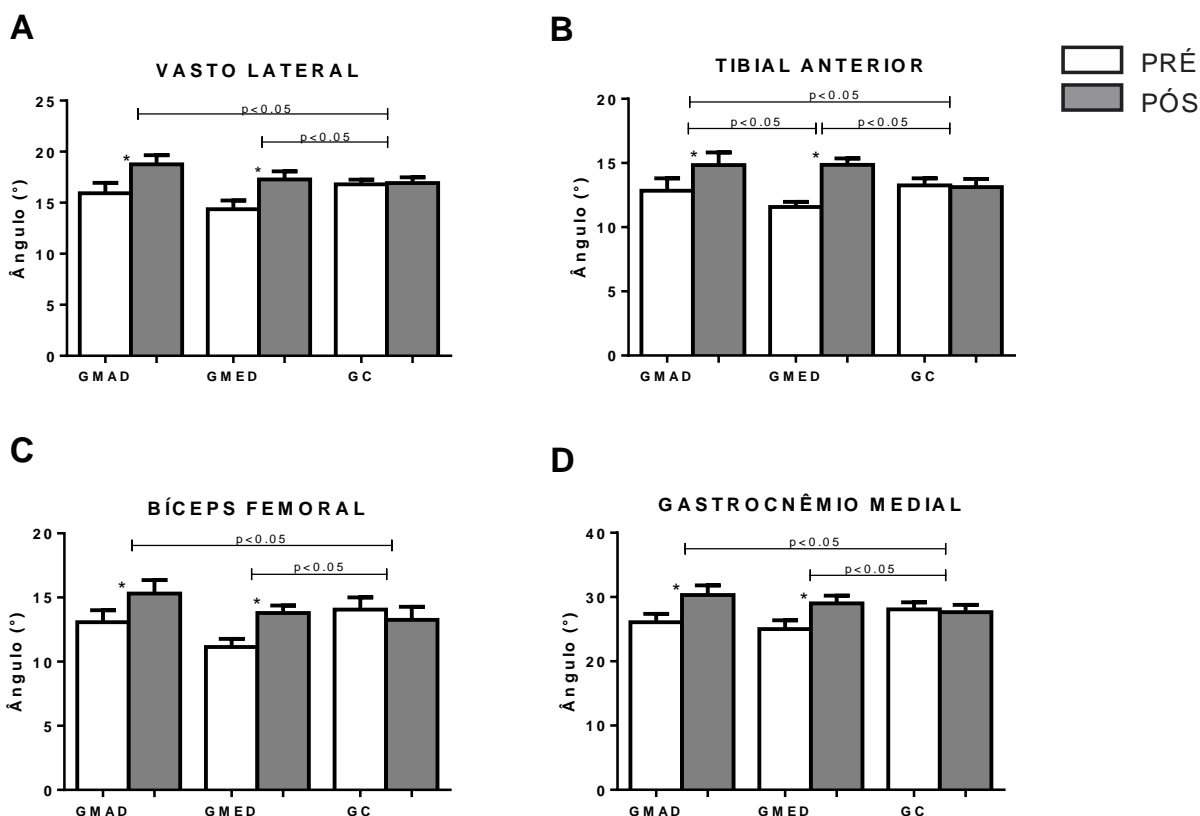 A
VASTO LATERAL
Ângulo (°)
25
20
15
10
5
0
p<0.05
p<0.05
*
*
GMAD
GMED
GC
B
TIBIAL ANTERIOR
Ângulo (°)
20
15
10
5
0
p<0.05
p<0.05
p<0.05
*
*
GMAD
GMED
GC
PRÉ
PÓS
C
BÍCEPS FEMORAL
Ângulo (°)
20
15
10
5
0
p<0.05
p<0.05
*
*
GMAD
GMED
GC
D
GASTROCNÊMIO MEDIAL
Ângulo (°)
40
30
20
10
0
p<0.05
p<0.05
*
*
GMAD
GMED
GC